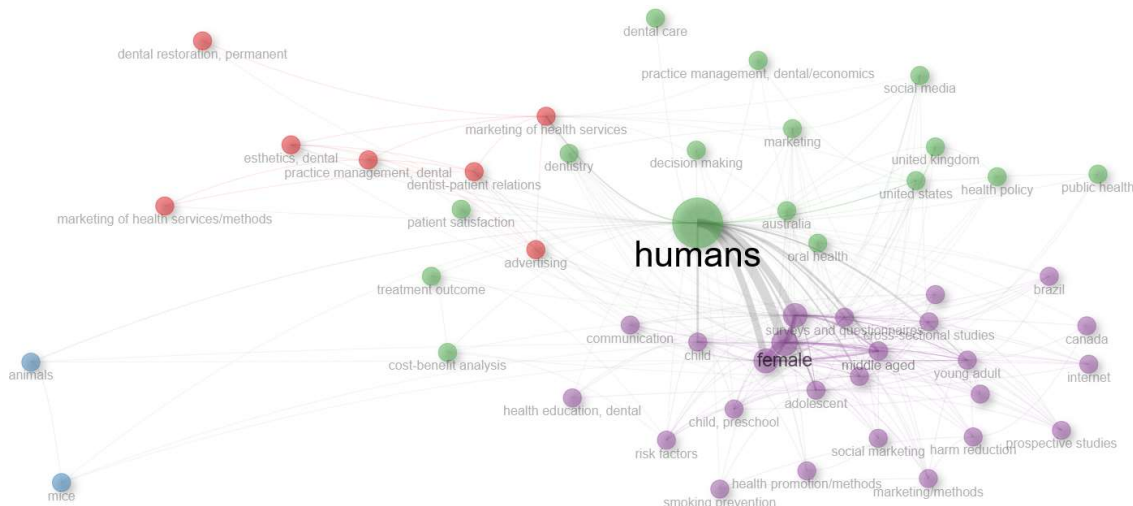 dental care
dental restoration, permanent
practice management, dental/economics
social media
marketing of health services
marketing
esthetics, dental
practice management, dental
dentistry
decision making
united kingdom
dentist-patient relations
united states
health policy
public health
marketing of health services/methods
patient satisfaction
australia
humans
oral health
advertising
treatment outcome
brazil
surveys and questionnaires
cross-sectional studies
communication
canada
animals
cost-benefit analysis
child
female
middle aged
young adult
internet
health education, dental
child, preschool
adolescent
risk factors
social marketing
harm reduction
prospective studies
mice
smoking prevention
health promotion/methods
marketing/methods